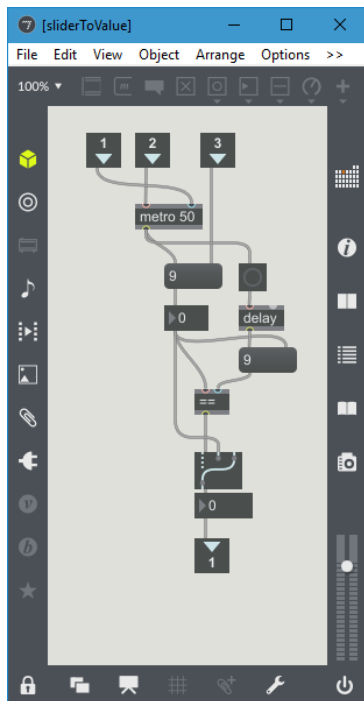 [sliderToValue]
File Edit View Object Arrange Options >>
100%
1 2 3
metro 50
9
0 delay
9
==
0
1